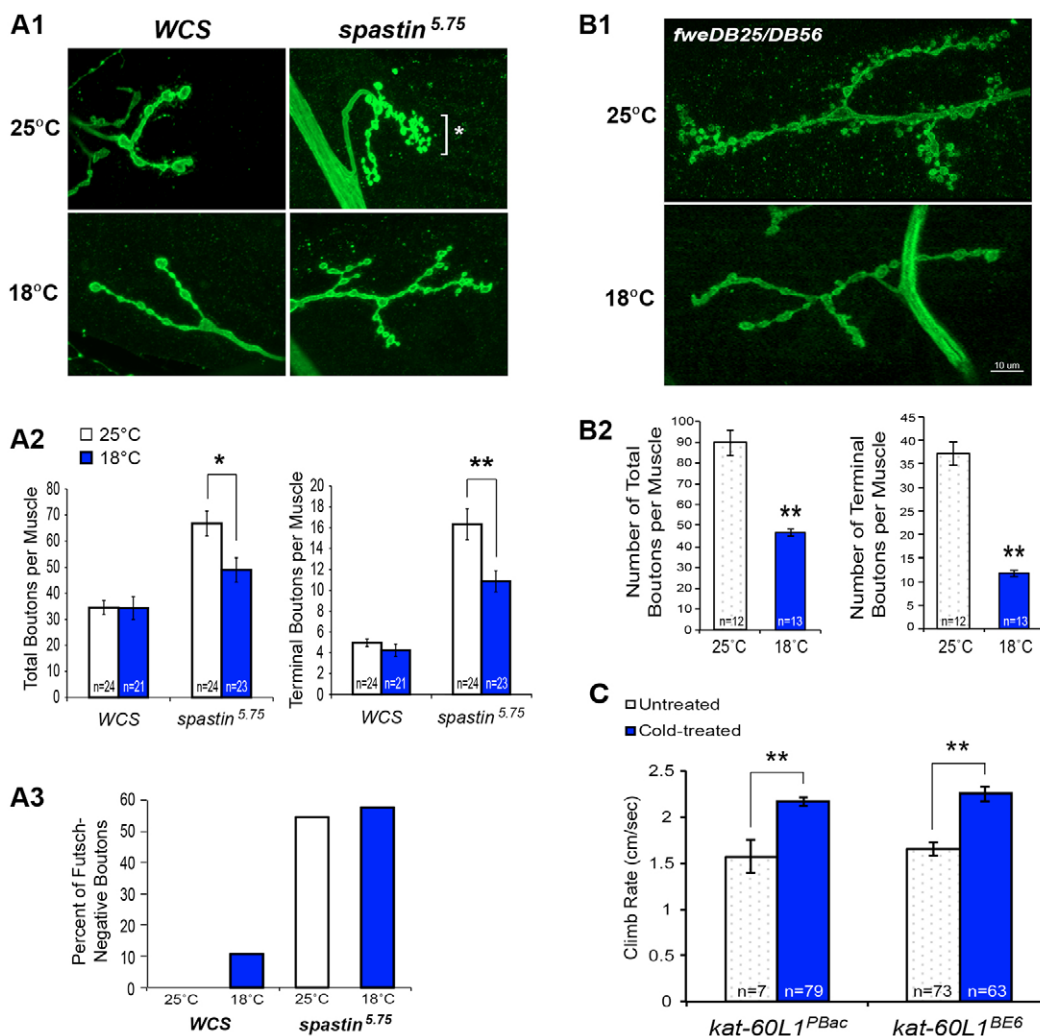 A1
WCS
spastin 5.75
25°C
*
18°C
B1
fweDB25/DB56
25°C
18°C
10 um
A2
25°C
18°C
Total Boutons per Muscle
80
70
60
50
40
30
20
10
0
*
n=24
n=21
n=24
n=23
WCS
spastin 5.75
Terminal Boutons per Muscle
20
18
16
14
12
10
8
6
4
2
0
**
n=24
n=21
n=24
n=23
WCS
spastin 5.75
B2
Number of Total
Boutons per Muscle
100
90
80
70
60
50
40
30
20
10
0
**
n=12
n=13
25°C
18°C
Number of Terminal
Boutons per Muscle
45
40
35
30
25
20
15
10
5
0
**
n=12
n=13
25°C
18°C
A3
Percent of Futsch-
Negative Boutons
60
50
40
30
20
10
0
25°C
18°C
25°C
18°C
WCS
spastin 5.75
C
Untreated
Cold-treated
Climb Rate (cm/sec)
2.5
2
1.5
1
0.5
0
**
**
n=7
n=79
n=73
n=63
kat-60L1PBac
kat-60L1BE6